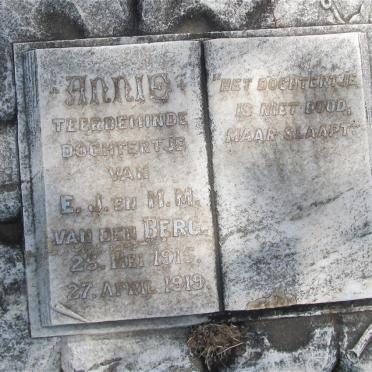 ANNIE
TEERBEMINDE
DOCHTERTJE
VAN
E. J. EN M. M.
VAN DEN BERG.
28. MEI 1915.
27. APRIL 1919.
"HET DOCHTERTJE
IS NIET DOOD,
MAAR SLAAPT"